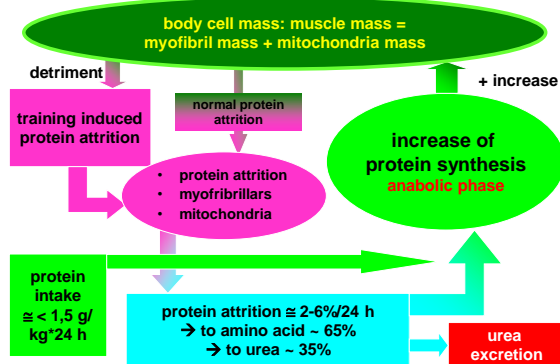 body cell mass: muscle mass =
myofibril mass + mitochondria mass
detriment
+ increase
normal protein
attrition
training induced
protein attrition
increase of
protein synthesis
anabolic phase
• protein attrition
• myofibrillars
• mitochondria
protein
intake
≅ < 1,5 g/
kg*24 h
protein attrition ≅ 2-6%/24 h
→ to amino acid ~ 65%
→ to urea ~ 35%
urea
excretion